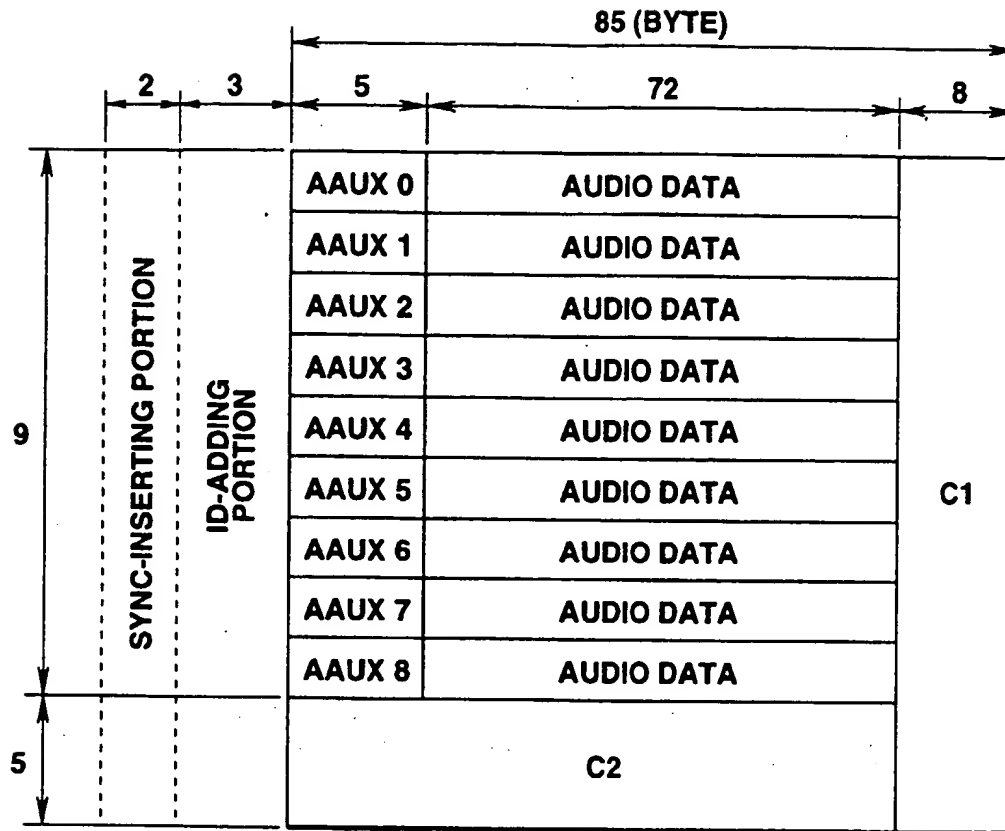 85 (BYTE)
2 3 5 72 8
AAUX 0 AUDIO DATA
AAUX 1 AUDIO DATA
AAUX 2 AUDIO DATA
AAUX 3 AUDIO DATA
AAUX 4 AUDIO DATA
AAUX 5 AUDIO DATA
AAUX 6 AUDIO DATA
AAUX 7 AUDIO DATA
AAUX 8 AUDIO DATA
9
SYNC-INSERTING PORTION
ID-ADDING
PORTION
C1
5
C2